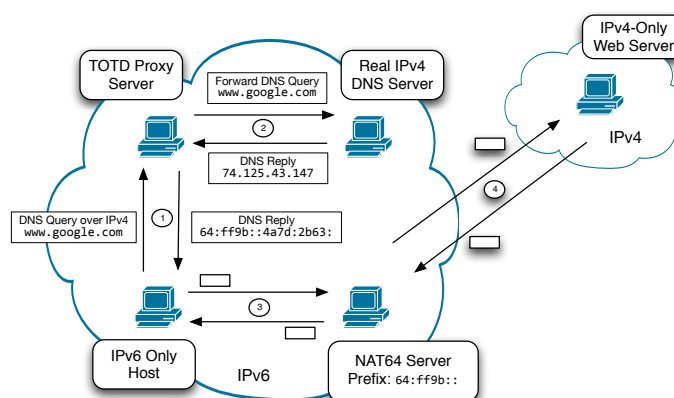 IPv4-Only
Web Server
TOTD Proxy
Server
Forward DNS Query
www.google.com
Real IPv4
DNS Server
2
IPv4
DNS Reply
74.125.43.147
4
DNS Query over IPv4
www.google.com
1
DNS Reply
64:ff9b::4a7d:2b63:
3
IPv6 Only
Host
IPv6
NAT64 Server
Prefix: 64:ff9b::